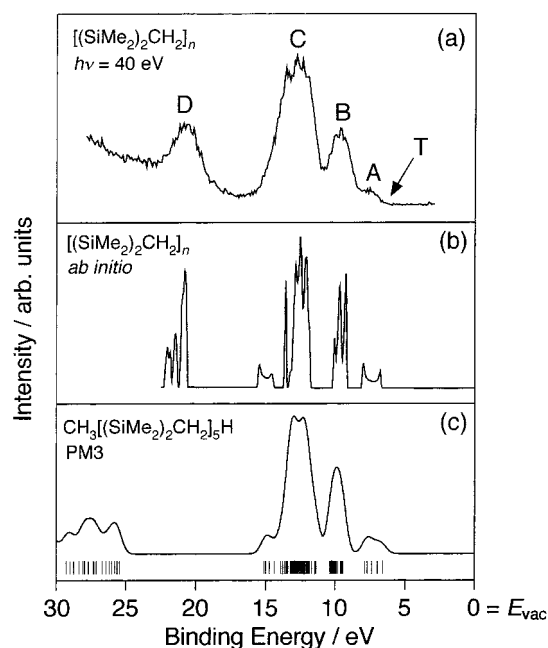 [(SiMe₂)₂CH₂]ₙ
hν = 40 eV
(a)
C
D
B
A
T
[(SiMe₂)₂CH₂]ₙ
ab initio
(b)
CH₃[(SiMe₂)₂CH₂]₅H
PM3
(c)
Intensity / arb. units
30 25 20 15 10 5 0 = Eᵥₐc
Binding Energy / eV